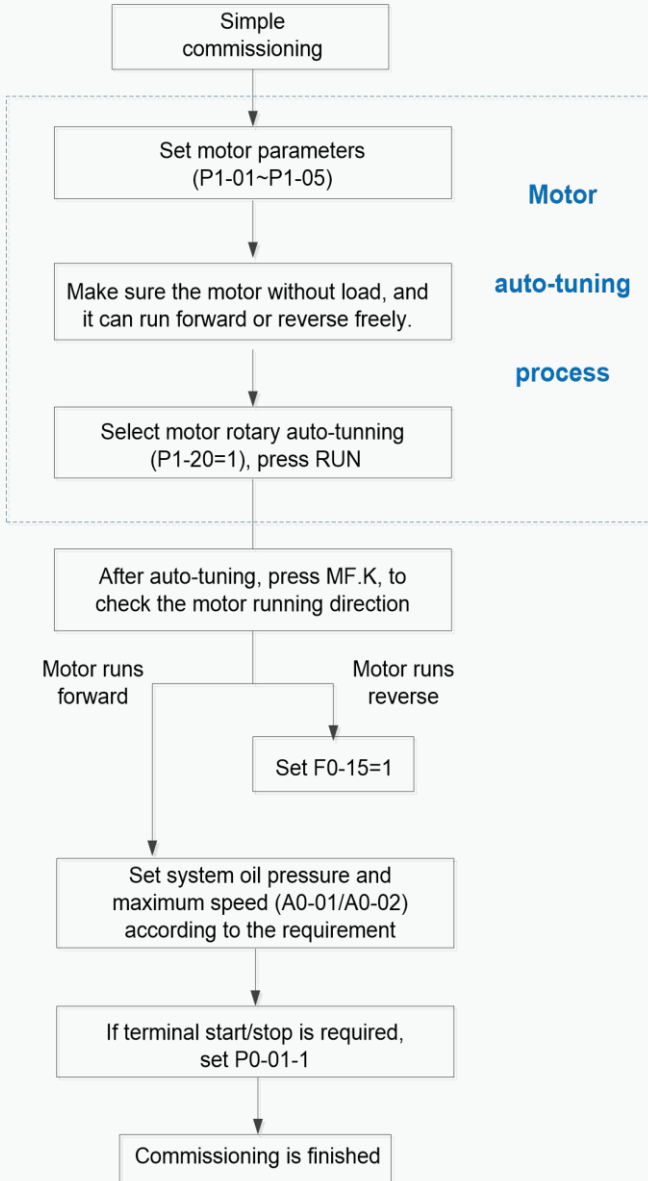 Simple
commissioning
Set motor parameters
(P1-01~P1-05)
Motor
auto-tuning
process
Make sure the motor without load, and
it can run forward or reverse freely.
Select motor rotary auto-tunning
(P1-20=1), press RUN
After auto-tuning, press MF.K, to
check the motor running direction
Motor runs
forward
Motor runs
reverse
Set F0-15=1
Set system oil pressure and
maximum speed (A0-01/A0-02)
according to the requirement
If terminal start/stop is required,
set P0-01-1
Commissioning is finished